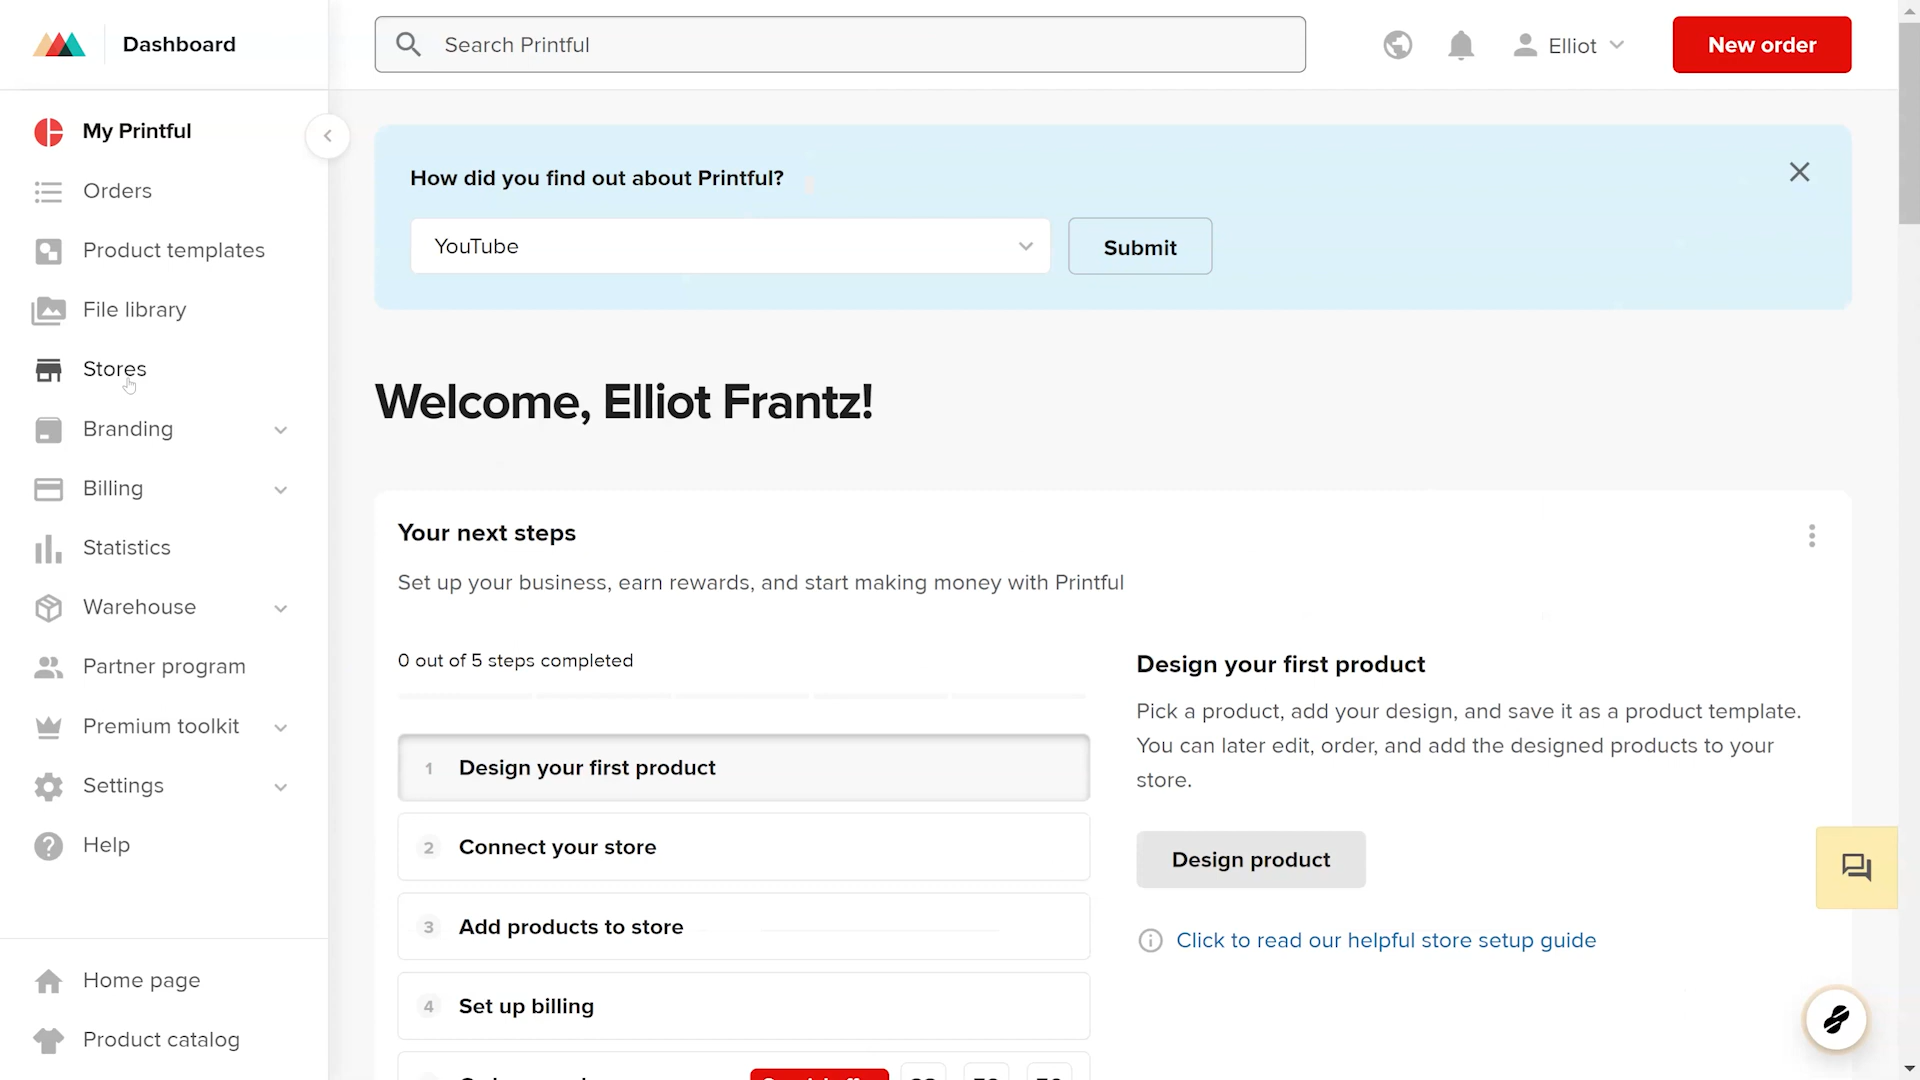 Dashboard
Search Printful
Elliot
New order
My Printful
Orders
Product templates
File library
Stores
Branding
Billing
Statistics
Warehouse
Partner program
Premium toolkit
Settings
Help
Home page
Product catalog
How did you find out about Printful?
YouTube
Submit
Welcome, Elliot Frantz!
Your next steps
Set up your business, earn rewards, and start making money with Printful
0 out of 5 steps completed
1 Design your first product
2 Connect your store
3 Add products to store
4 Set up billing
Design your first product
Pick a product, add your design, and save it as a product template.
You can later edit, order, and add the designed products to your
store.
Design product
Click to read our helpful store setup guide